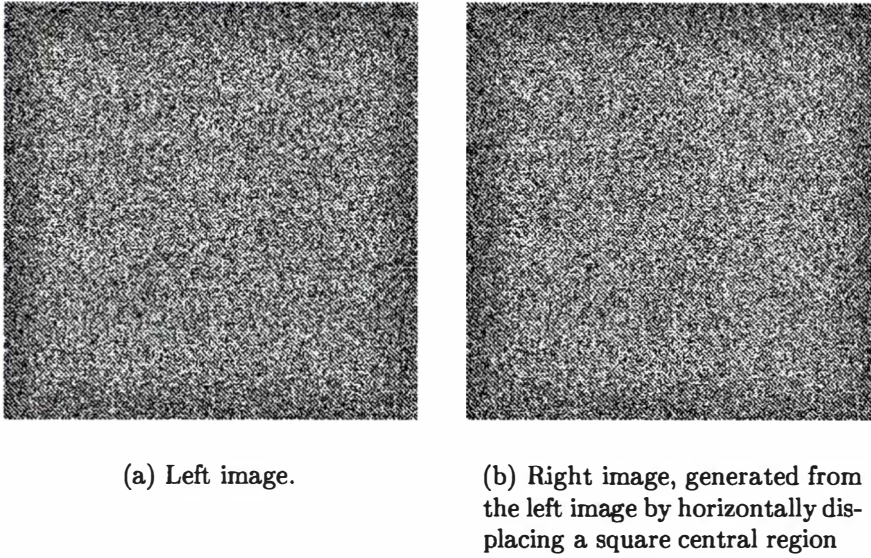 (a) Left image.
(b) Right image, generated from
the left image by horizontally dis-
placing a square central region